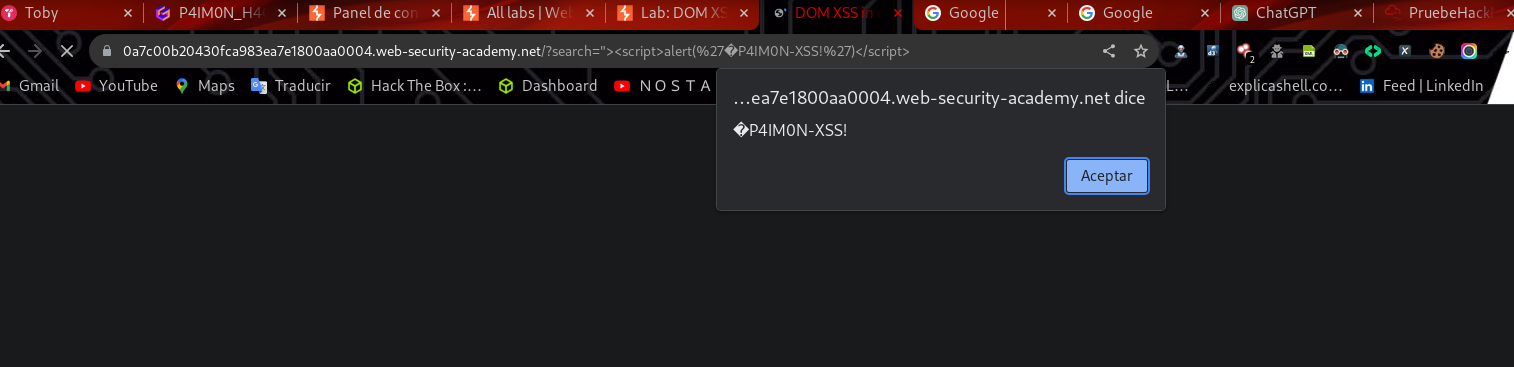 Toby P4IM0N_H4 Panel de con All labs | We Lab: DOM XS DOM XSS in Google Google ChatGPT PruebeHack
0a7c00b20430fca983ea7e1800aa0004.web-security-academy.net/?search="><script>alert(%27�P4IM0N-XSS!%27)</script>
Gmail YouTube Maps Traducir Hack The Box :... Dashboard N O S T A L... explicashell.co... Feed | LinkedIn
...ea7e1800aa0004.web-security-academy.net dice
�P4IM0N-XSS!
Aceptar